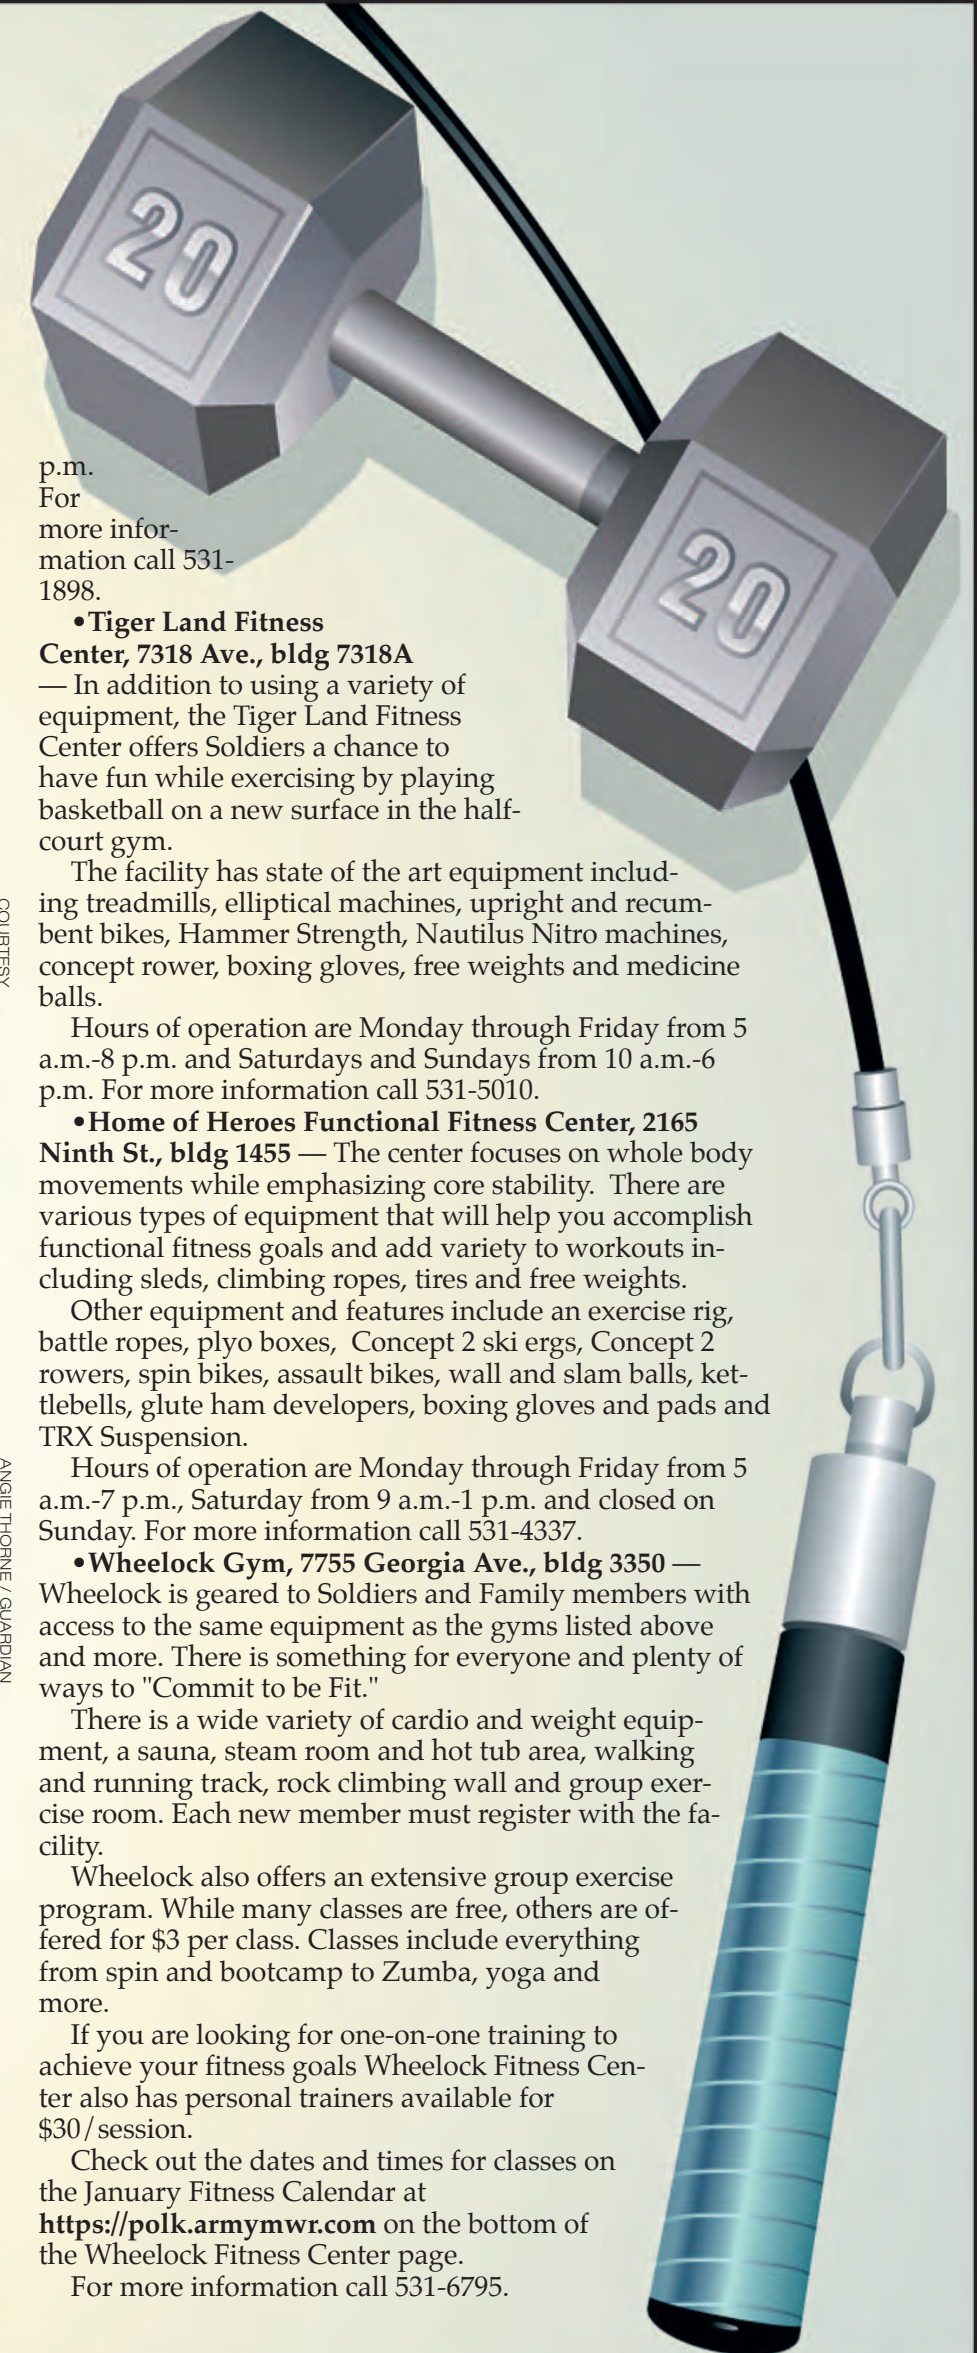 20
20
p.m.
For
more infor-
mation call 531-
1898.
•Tiger Land Fitness
Center, 7318 Ave., bldg 7318A
— In addition to using a variety of
equipment, the Tiger Land Fitness
Center offers Soldiers a chance to
have fun while exercising by playing
basketball on a new surface in the half-
court gym.
The facility has state of the art equipment includ-
ing treadmills, elliptical machines, upright and recum-
bent bikes, Hammer Strength, Nautilus Nitro machines,
concept rower, boxing gloves, free weights and medicine
balls.
Hours of operation are Monday through Friday from 5
a.m.-8 p.m. and Saturdays and Sundays from 10 a.m.-6
p.m. For more information call 531-5010.
•Home of Heroes Functional Fitness Center, 2165
Ninth St., bldg 1455 — The center focuses on whole body
movements while emphasizing core stability.  There are
various types of equipment that will help you accomplish
functional fitness goals and add variety to workouts in-
cluding sleds, climbing ropes, tires and free weights.
Other equipment and features include an exercise rig,
battle ropes, plyo boxes,  Concept 2 ski ergs, Concept 2
rowers, spin bikes, assault bikes, wall and slam balls, ket-
tlebells, glute ham developers, boxing gloves and pads and
TRX Suspension.
Hours of operation are Monday through Friday from 5
a.m.-7 p.m., Saturday from 9 a.m.-1 p.m. and closed on
Sunday. For more information call 531-4337.
•Wheelock Gym, 7755 Georgia Ave., bldg 3350 —
Wheelock is geared to Soldiers and Family members with
access to the same equipment as the gyms listed above
and more. There is something for everyone and plenty of
ways to "Commit to be Fit."
There is a wide variety of cardio and weight equip-
ment, a sauna, steam room and hot tub area, walking
and running track, rock climbing wall and group exer-
cise room. Each new member must register with the fa-
cility.
Wheelock also offers an extensive group exercise
program. While many classes are free, others are of-
fered for $3 per class. Classes include everything
from spin and bootcamp to Zumba, yoga and
more.
If you are looking for one-on-one training to
achieve your fitness goals Wheelock Fitness Cen-
ter also has personal trainers available for
$30/session.
Check out the dates and times for classes on
the January Fitness Calendar at
https://polk.armymwr.com on the bottom of
the Wheelock Fitness Center page.
For more information call 531-6795.
COURTESY
ANGIE THORNE / GUARDIAN